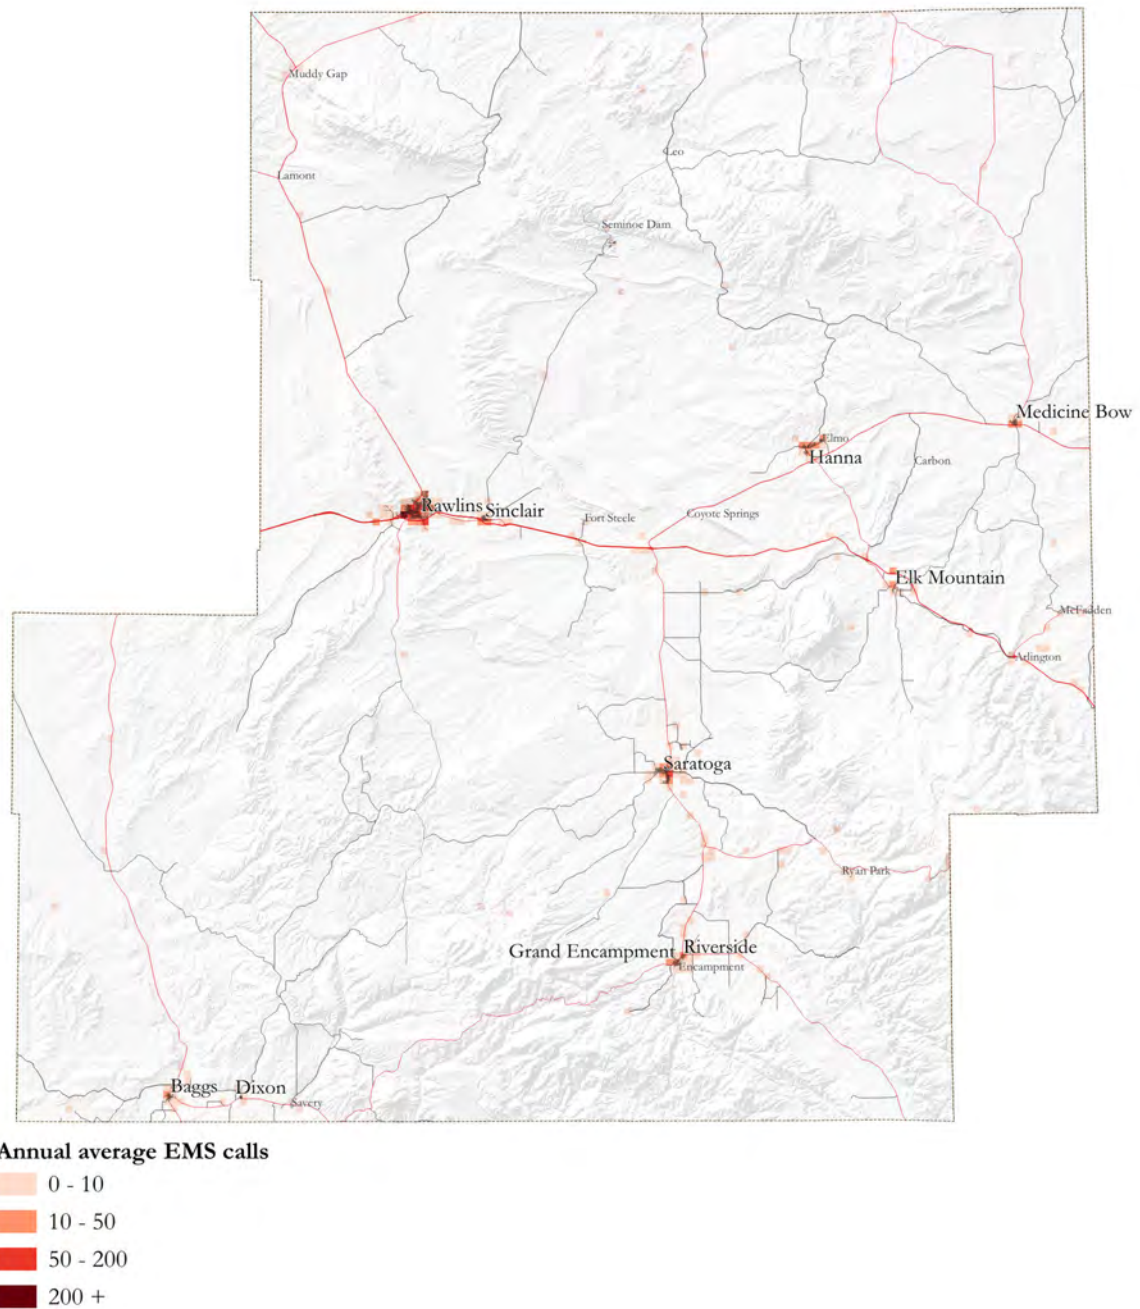 Muddy Gap
Leo
Lamont
Seminoe Dam
Medicine Bow
Elmo
Hanna
Carbon
Rawlins
Sinclair
Fort Steele
Coyote Springs
Elk Mountain
McFadden
Arlington
Saratoga
Ryan Park
Grand Encampment
Riverside
Encampment
Baggs
Dixon
Savery
Annual average EMS calls
0 - 10
10 - 50
50 - 200
200 +